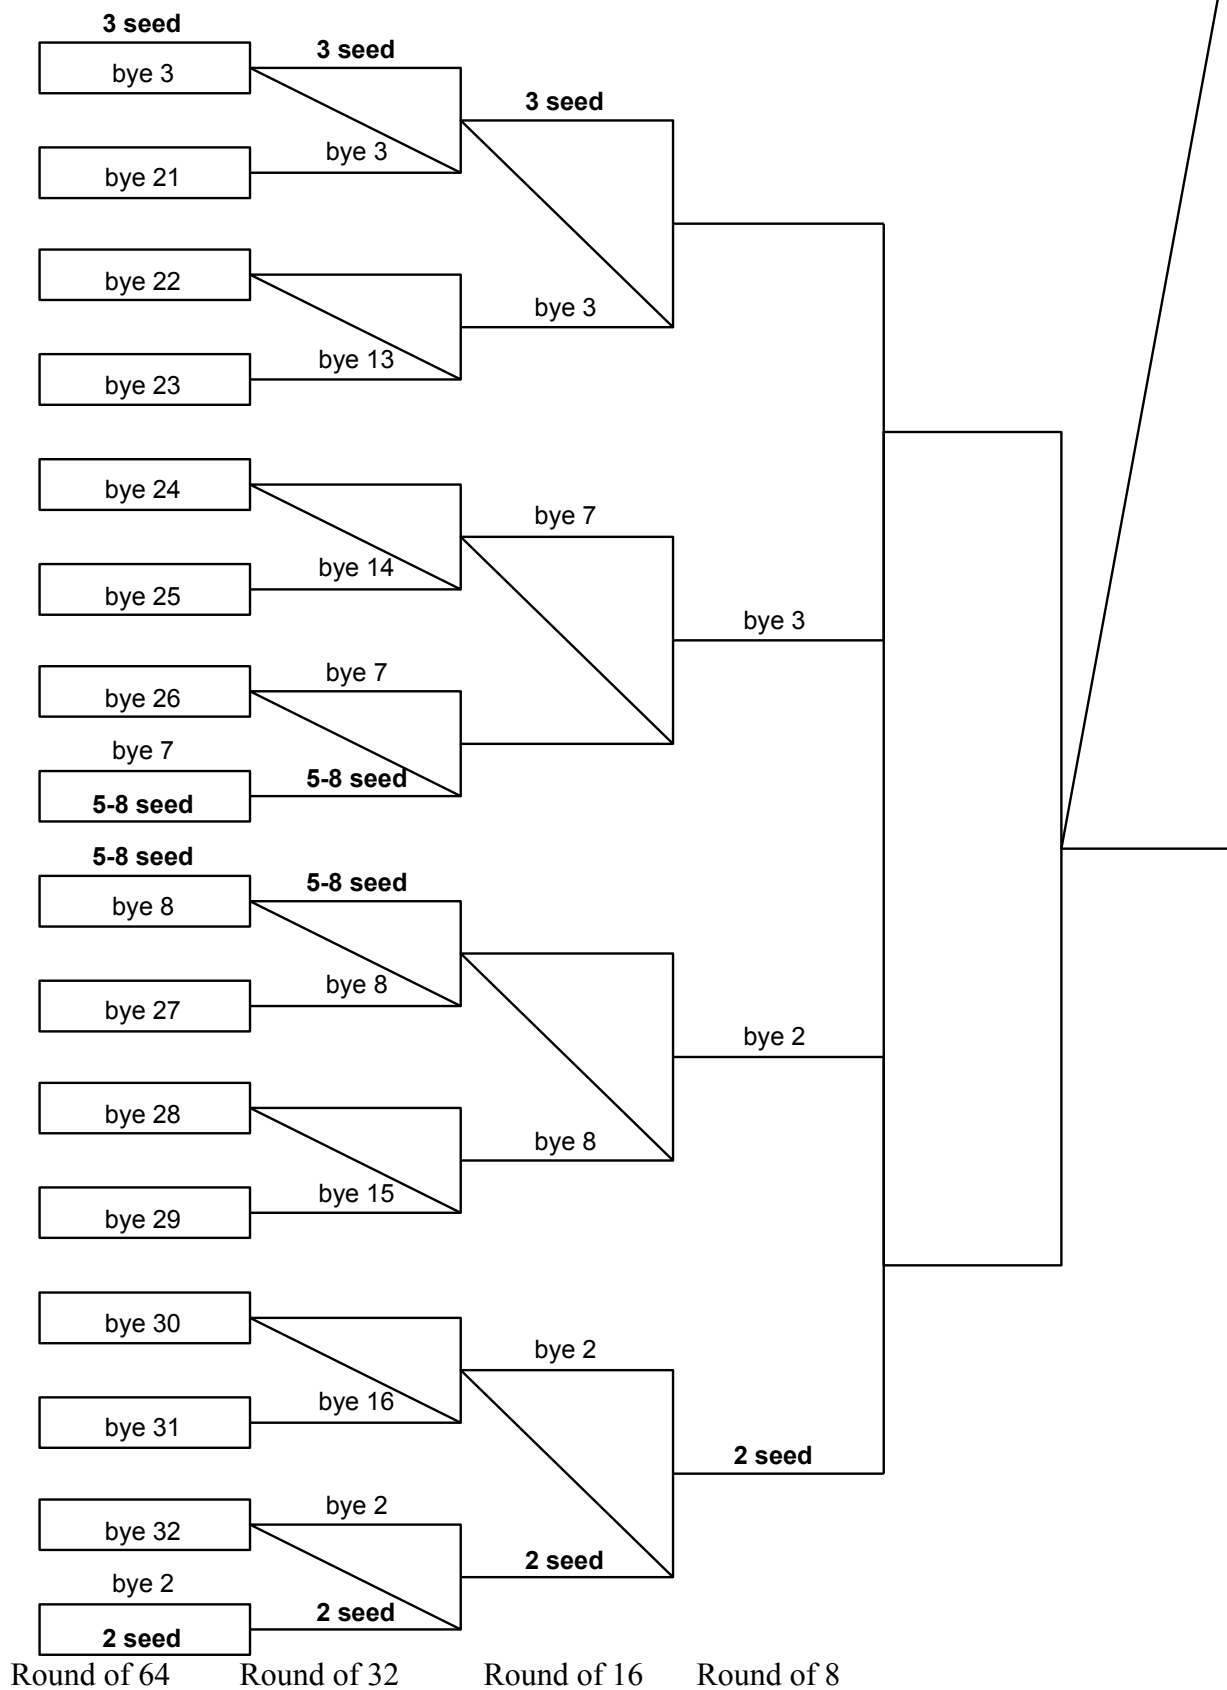 3 seed
bye 3
bye 21
bye 22
bye 23
bye 24
bye 25
bye 26
bye 7
5-8 seed
5-8 seed
bye 8
bye 27
bye 28
bye 29
bye 30
bye 31
bye 32
bye 2
2 seed
Round of 64
3 seed
bye 3
bye 13
bye 14
bye 7
5-8 seed
5-8 seed
bye 8
bye 15
bye 16
bye 2
2 seed
Round of 32
3 seed
bye 3
bye 7
bye 8
bye 2
2 seed
Round of 16
bye 3
bye 2
2 seed
Round of 8